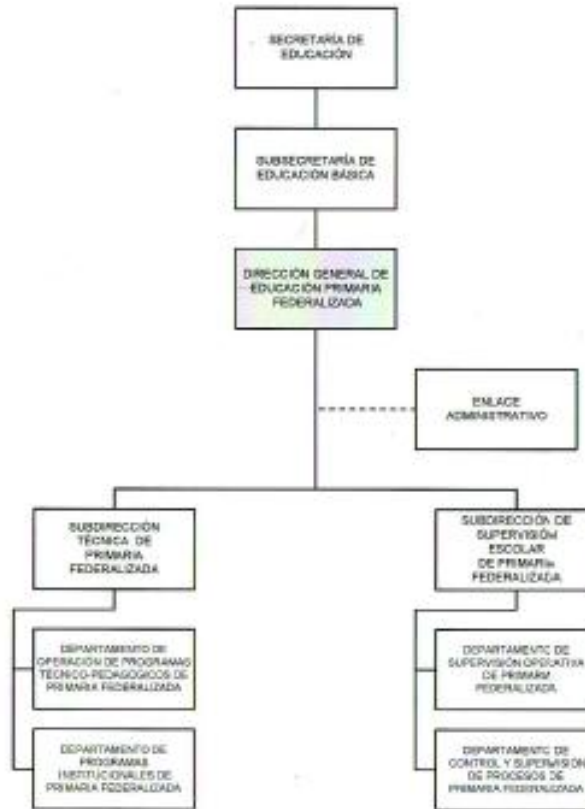 SECRETARÍA DE
EDUCACIÓN
SUBSECRETARÍA DE
EDUCACIÓN BÁSICA
DIRECCIÓN GENERAL DE
EDUCACIÓN PRIMARIA
FEDERALIZADA
ENLACE
ADMINISTRATIVO
SUBDIRECCIÓN
TÉCNICA DE
PRIMARIA
FEDERALIZADA
SUBDIRECCIÓN DE
SUPERVISIÓN
ESCOLAR
DE PRIMARIA
FEDERALIZADA
DEPARTAMENTO DE
OPERACIÓN DE PROGRAMAS
TÉCNICO-PEDAGÓGICOS DE
PRIMARIA FEDERALIZADA
DEPARTAMENTO DE
SUPERVISIÓN OPERATIVA
DE PRIMARIA
FEDERALIZADA
DEPARTAMENTO DE
PROGRAMAS
INSTITUCIONALES DE
PRIMARIA FEDERALIZADA
DEPARTAMENTO DE
CONTROL Y SUPERVISIÓN
DE PROCESOS DE
PRIMARIA FEDERALIZADA